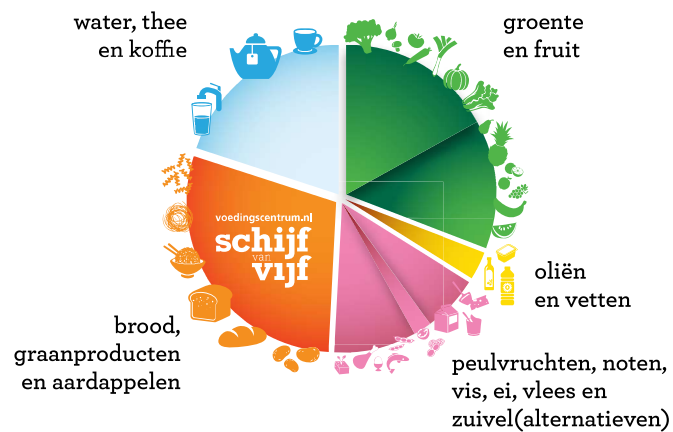 water, thee
en koffie
groente
en fruit
voedingscentrum.nl
schijf
van
vijf
oliën
en vetten
brood,
graanproducten
en aardappelen
peulvruchten, noten,
vis, ei, vlees en
zuivel(alternatieven)